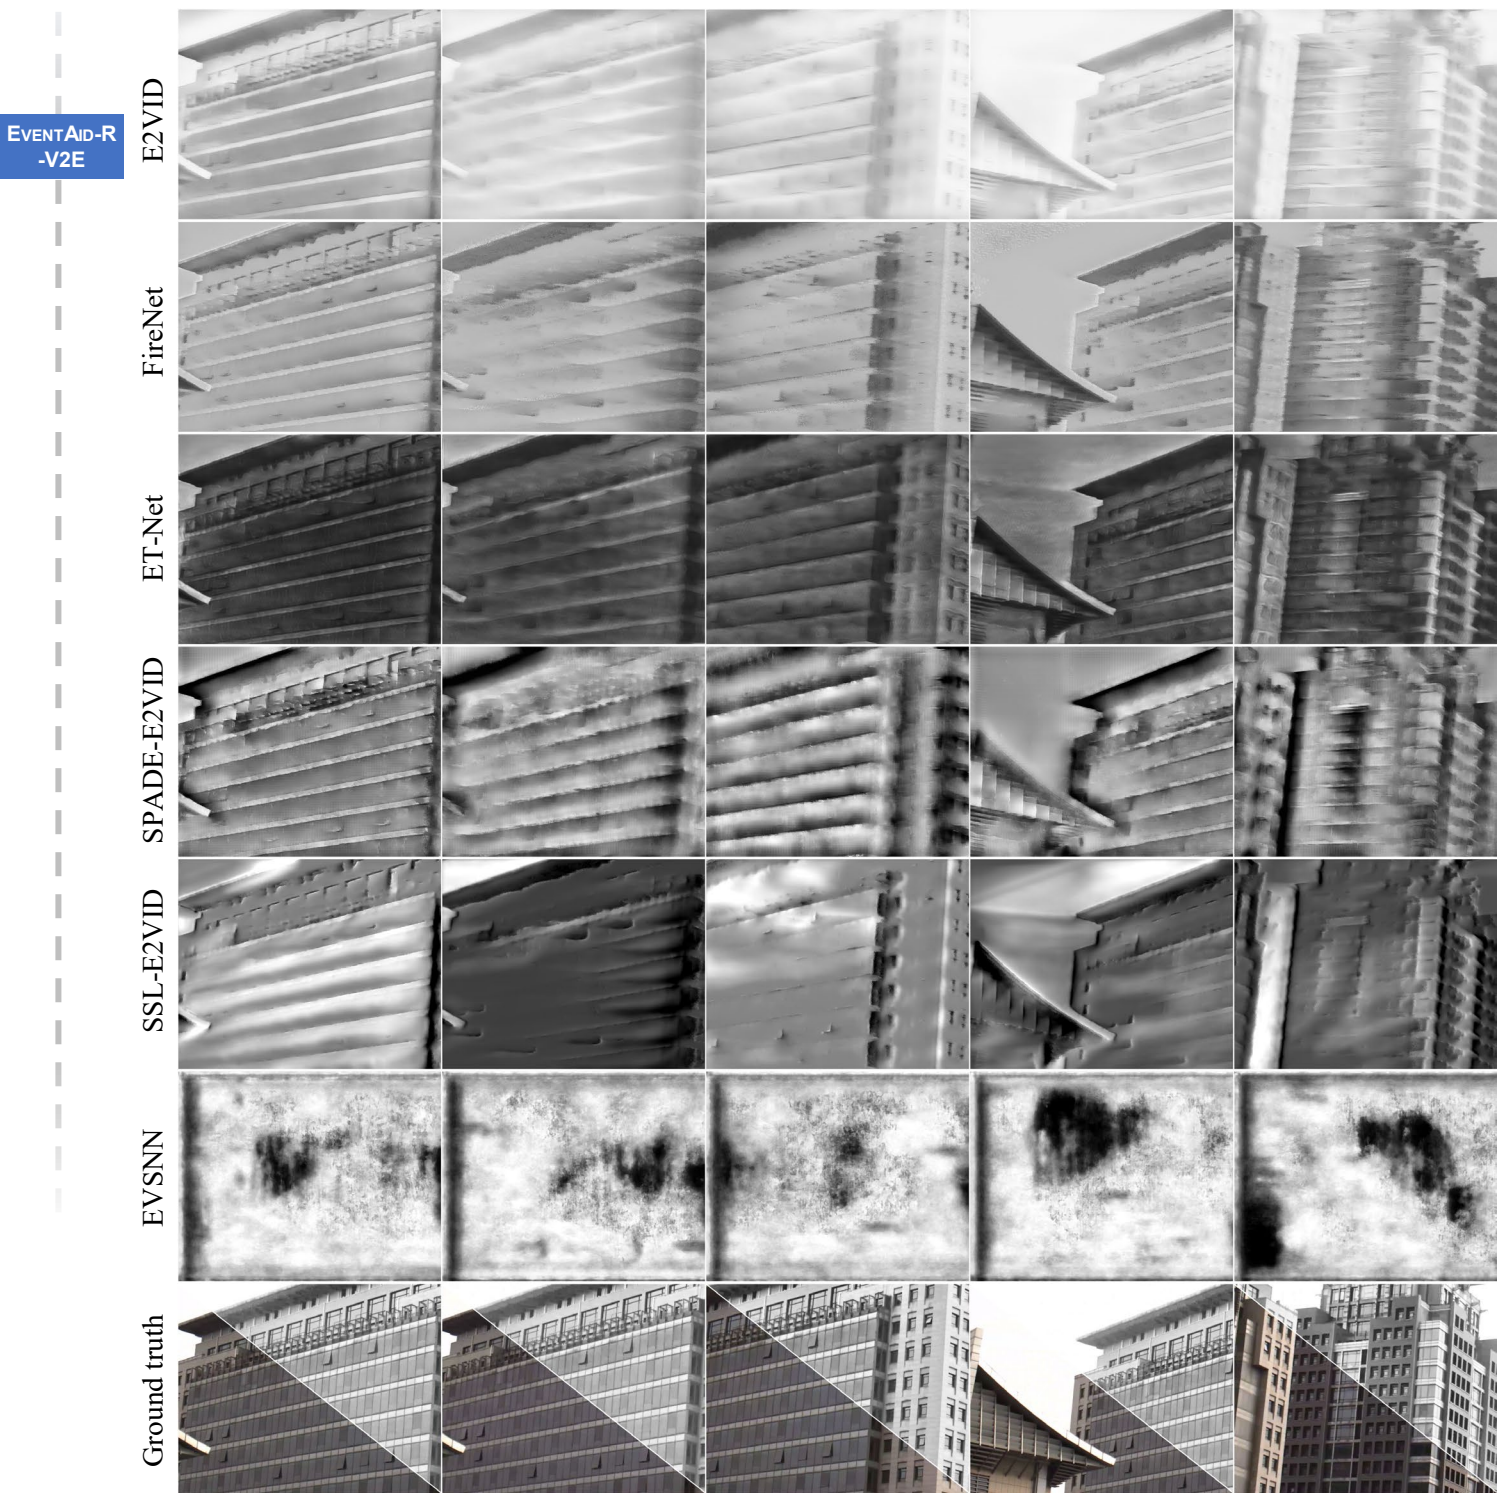 EVENTAID-R
-V2E
E2VID
FireNet
ET-Net
SPADE-E2VID
SSL-E2VID
EVSNN
Ground truth